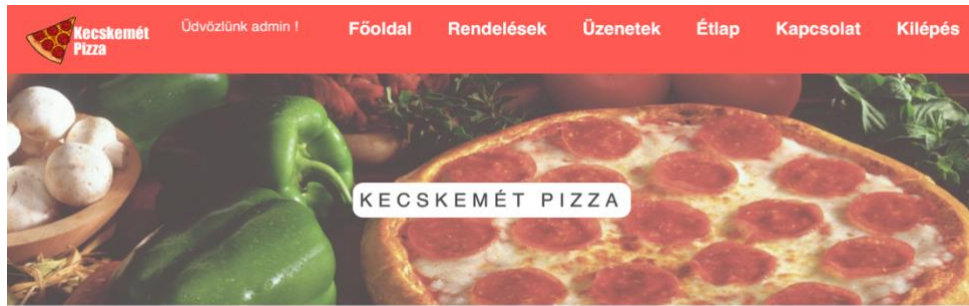 Kecskemét
Pizza
Üdvözlünk admin !
Főoldal
Rendelések
Üzenetek
Étlap
Kapcsolat
Kilépés
KECSKEMÉT PIZZA